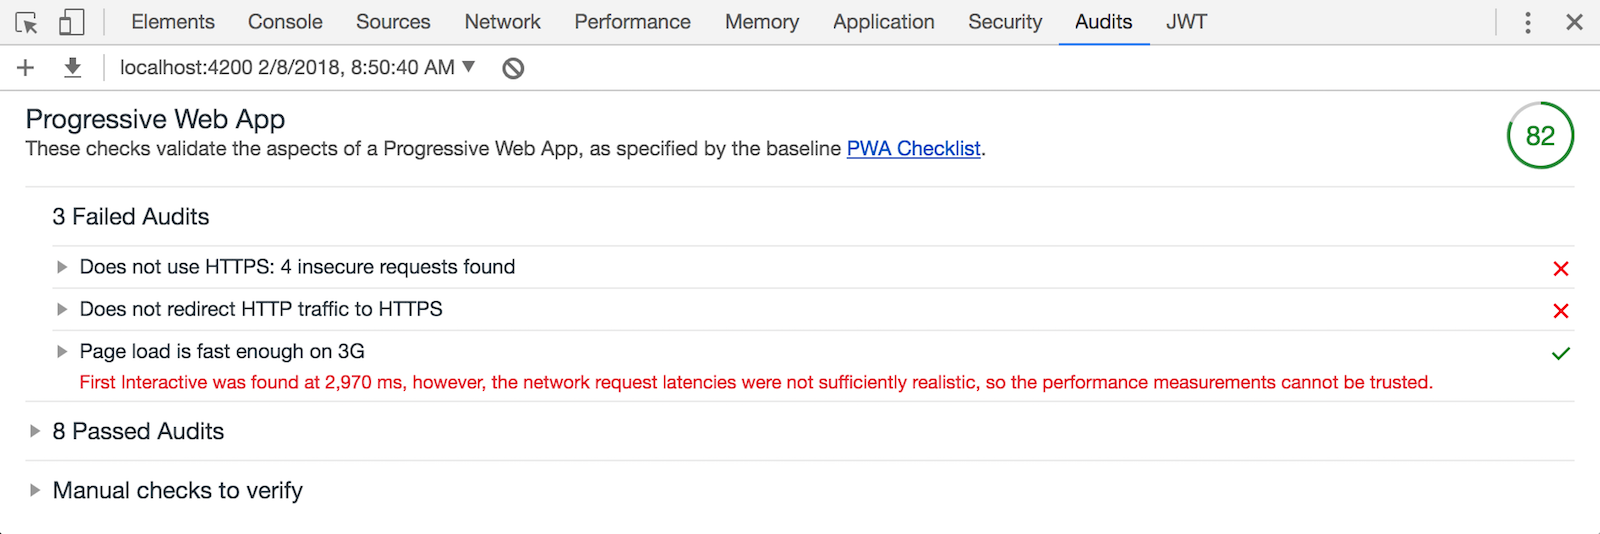 Elements Console Sources Network Performance Memory Application Security Audits JWT
localhost:4200 2/8/2018, 8:50:40 AM
Progressive Web App
These checks validate the aspects of a Progressive Web App, as specified by the baseline PWA Checklist.
82
3 Failed Audits
Does not use HTTPS: 4 insecure requests found
Does not redirect HTTP traffic to HTTPS
Page load is fast enough on 3G
First Interactive was found at 2,970 ms, however, the network request latencies were not sufficiently realistic, so the performance measurements cannot be trusted.
8 Passed Audits
Manual checks to verify